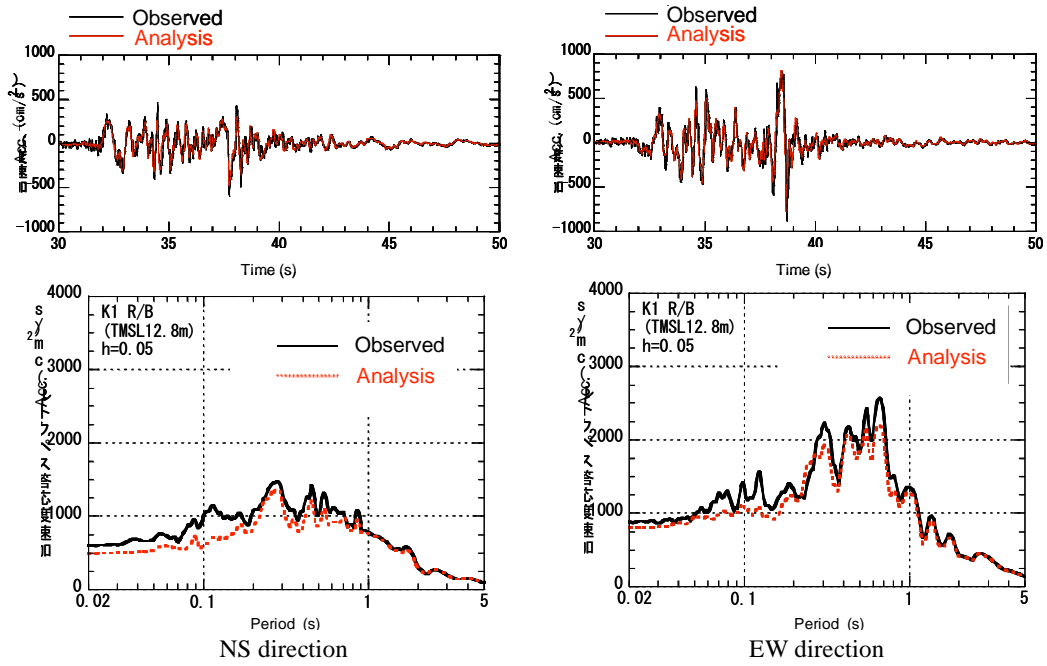 Observed
Analysis
1000
500
0
-500
-1000
30
35
40
45
50
Time (s)
Observed
Analysis
1000
500
0
-500
-1000
30
35
40
45
50
Time (s)
4000
3000
2000
1000
0
K1 R/B
(TMSL12.8m)
h=0.05
Observed
Analysis
0.02
0.1
1
5
Period (s)
NS direction
4000
3000
2000
1000
0
K1 R/B
(TMSL12.8m)
h=0.05
Observed
Analysis
0.02
0.1
1
5
Period (s)
EW direction